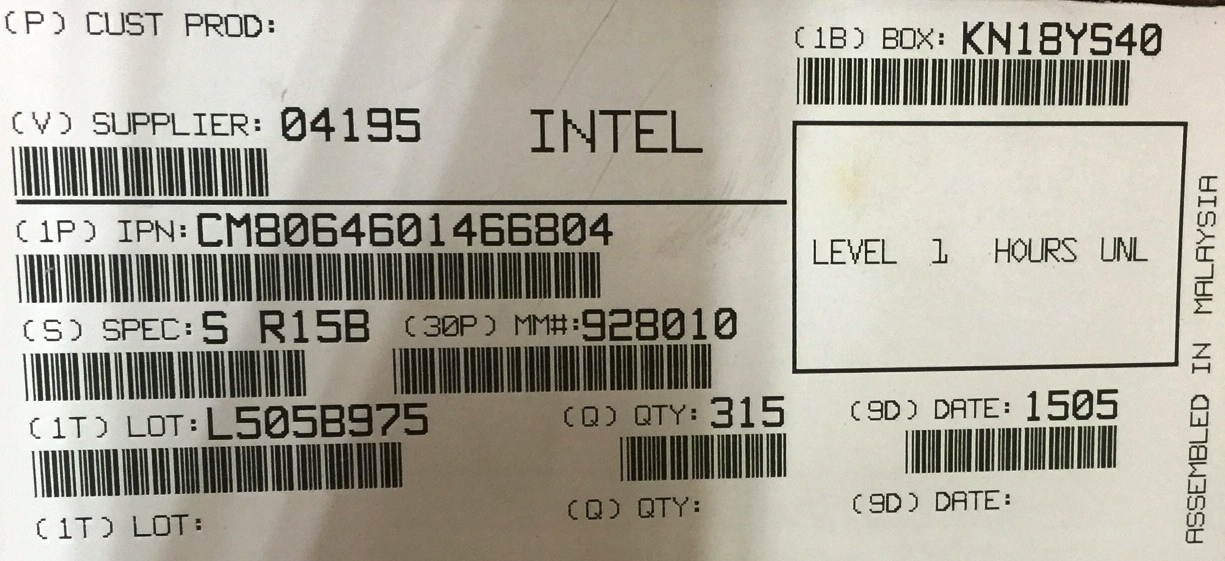 (P) CUST PROD:
(1B) BOX: KN18YS40
(V) SUPPLIER: 04195
INTEL
(1P) IPN: CM8064601466804
LEVEL 1 HOURS UNL
(S) SPEC: S R15B
(30P) MM#: 928010
(1T) LOT: L505B975
(Q) QTY: 315
(9D) DATE: 1505
(1T) LOT:
(Q) QTY:
(9D) DATE:
ASSEMBLED IN MALAYSIA